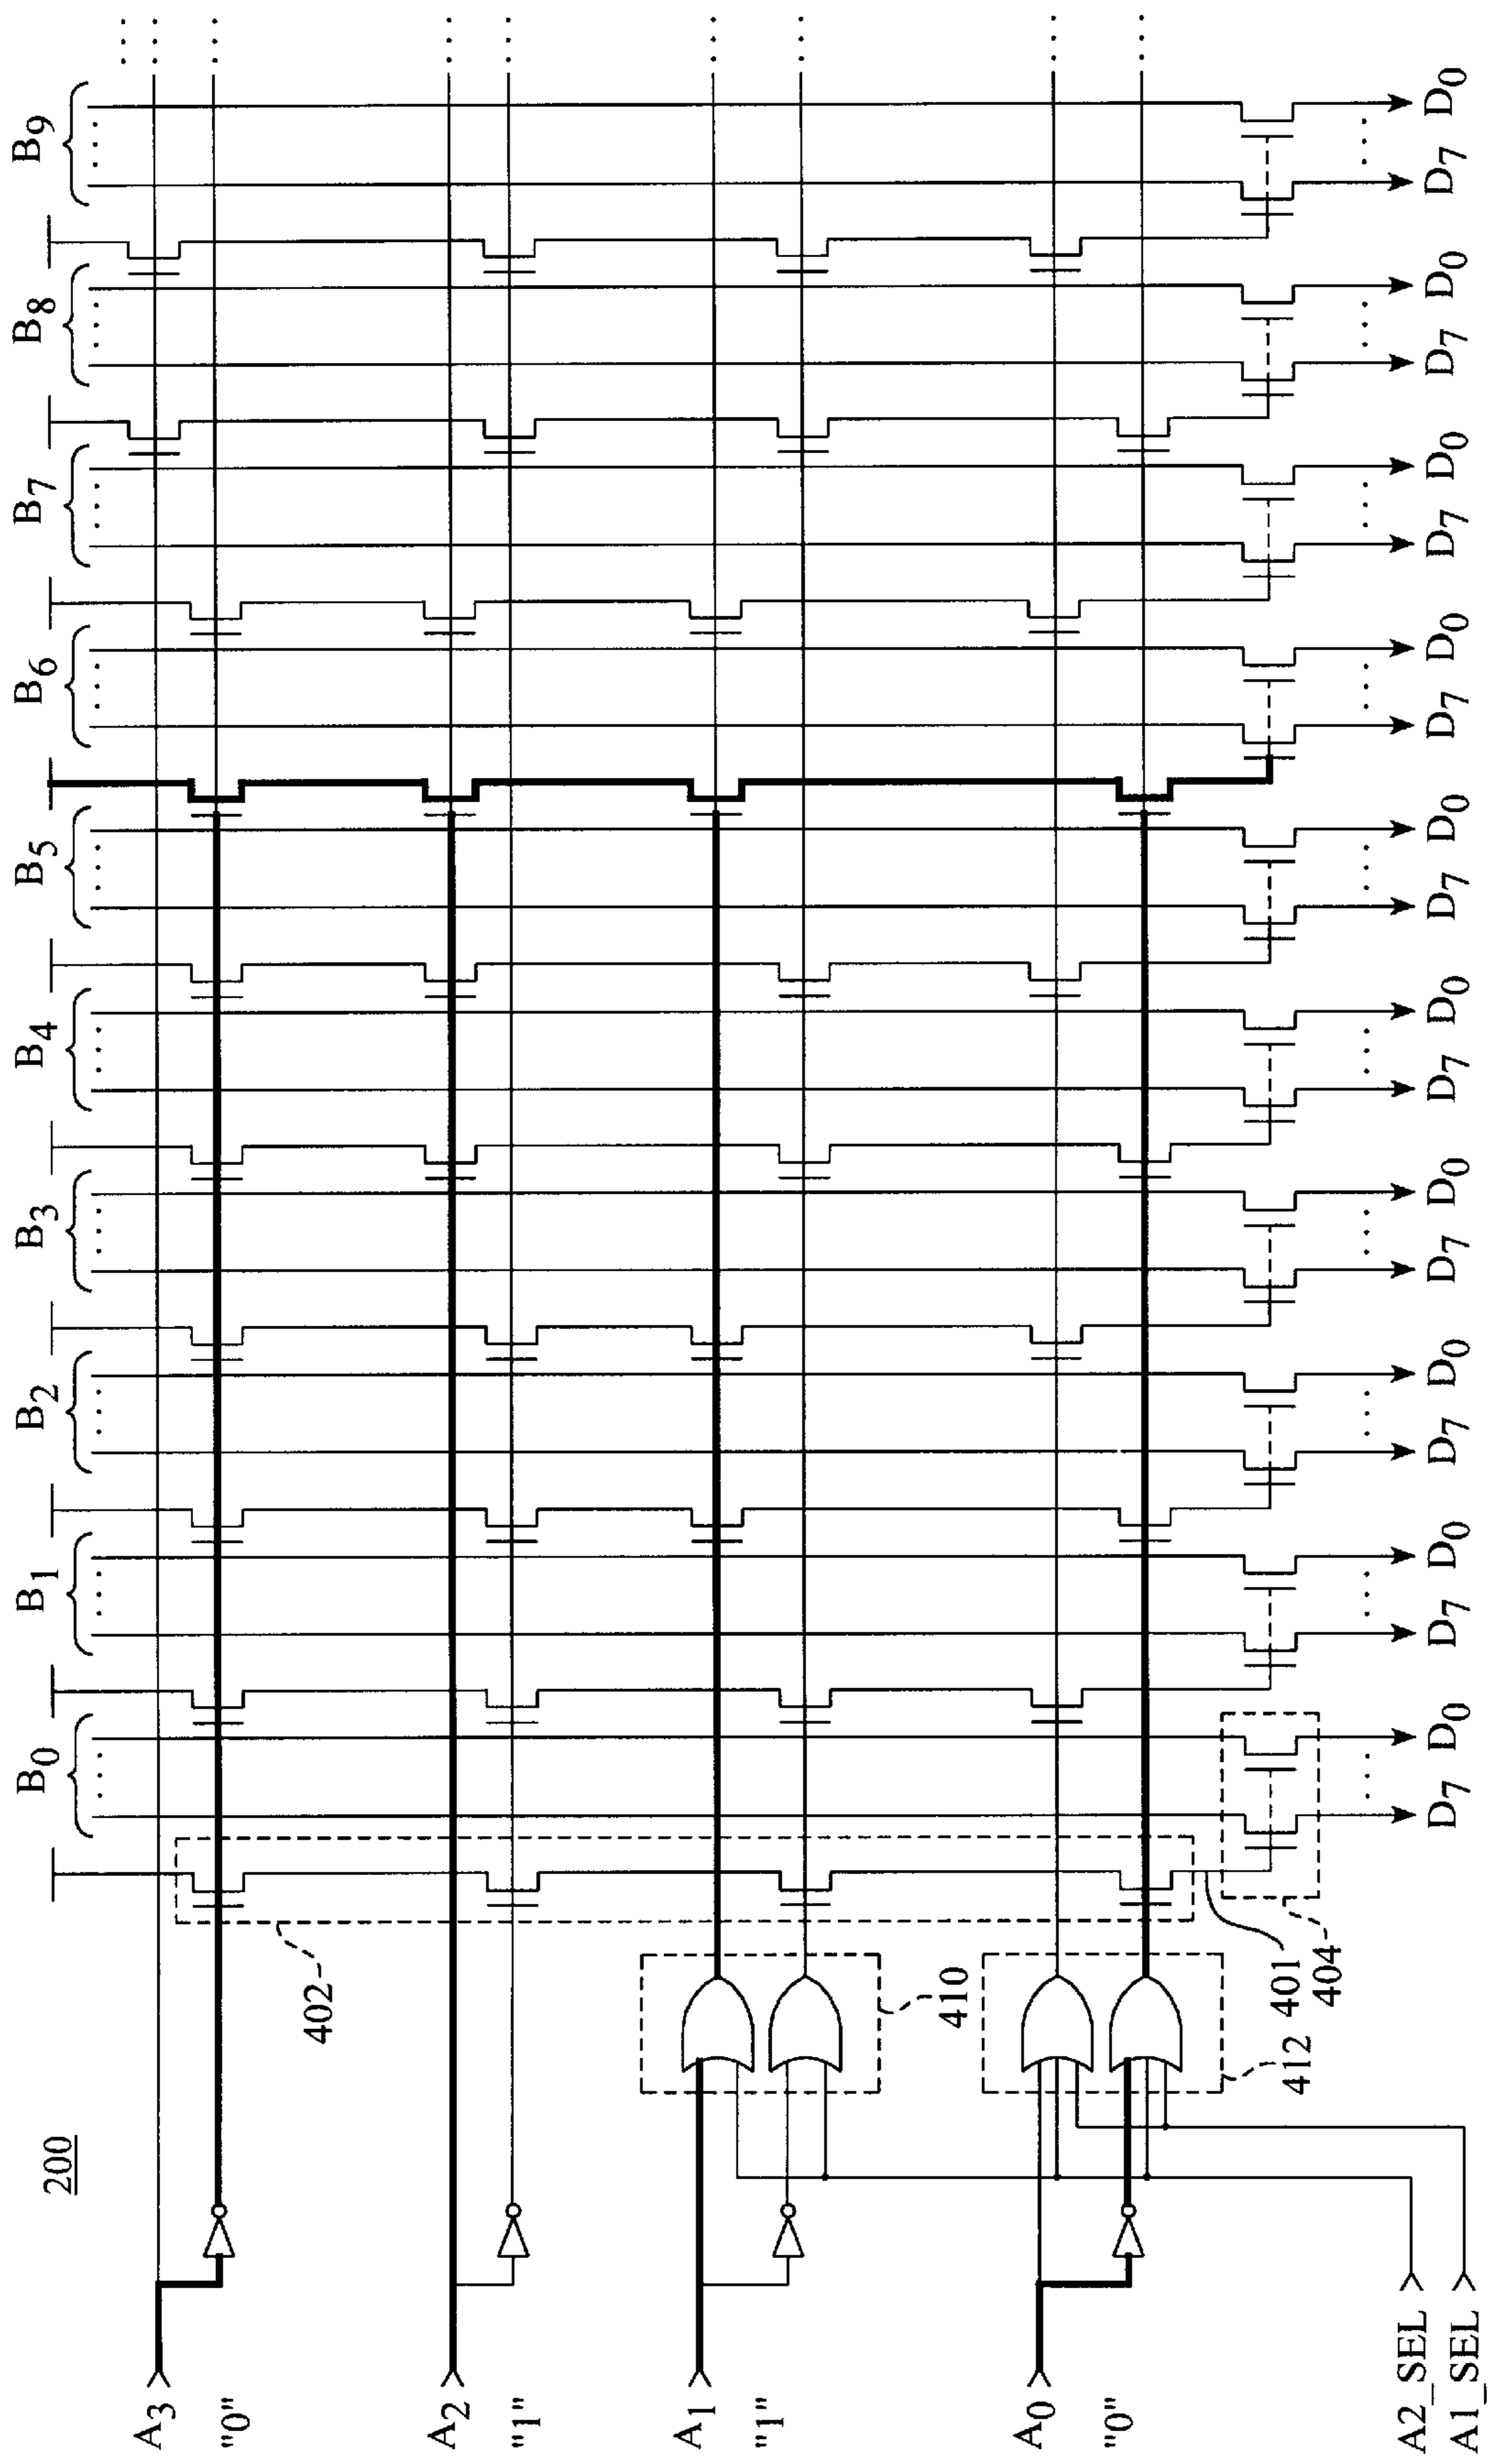 200
B0 B1 B2 B3 B4 B5 B6 B7 B8 B9
A3
"0"
A2
"1"
A1
"1"
A0
"0"
402
410
412
401
404
A2_SEL
A1_SEL
D7 D0 D7 D0 D7 D0 D7 D0 D7 D0 D7 D0 D7 D0 D7 D0 D7 D0 D7 D0